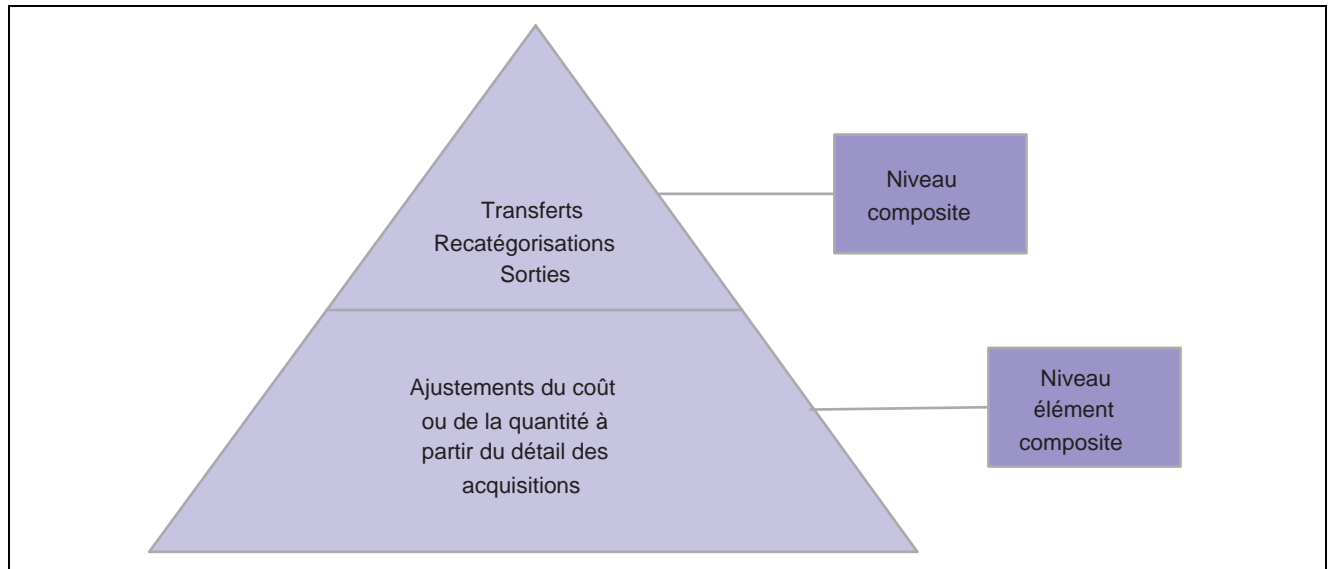 Transferts
Recatégorisations
Sorties
Niveau
composite
Ajustements du coût
ou de la quantité à
partir du détail des
acquisitions
Niveau
élément
composite